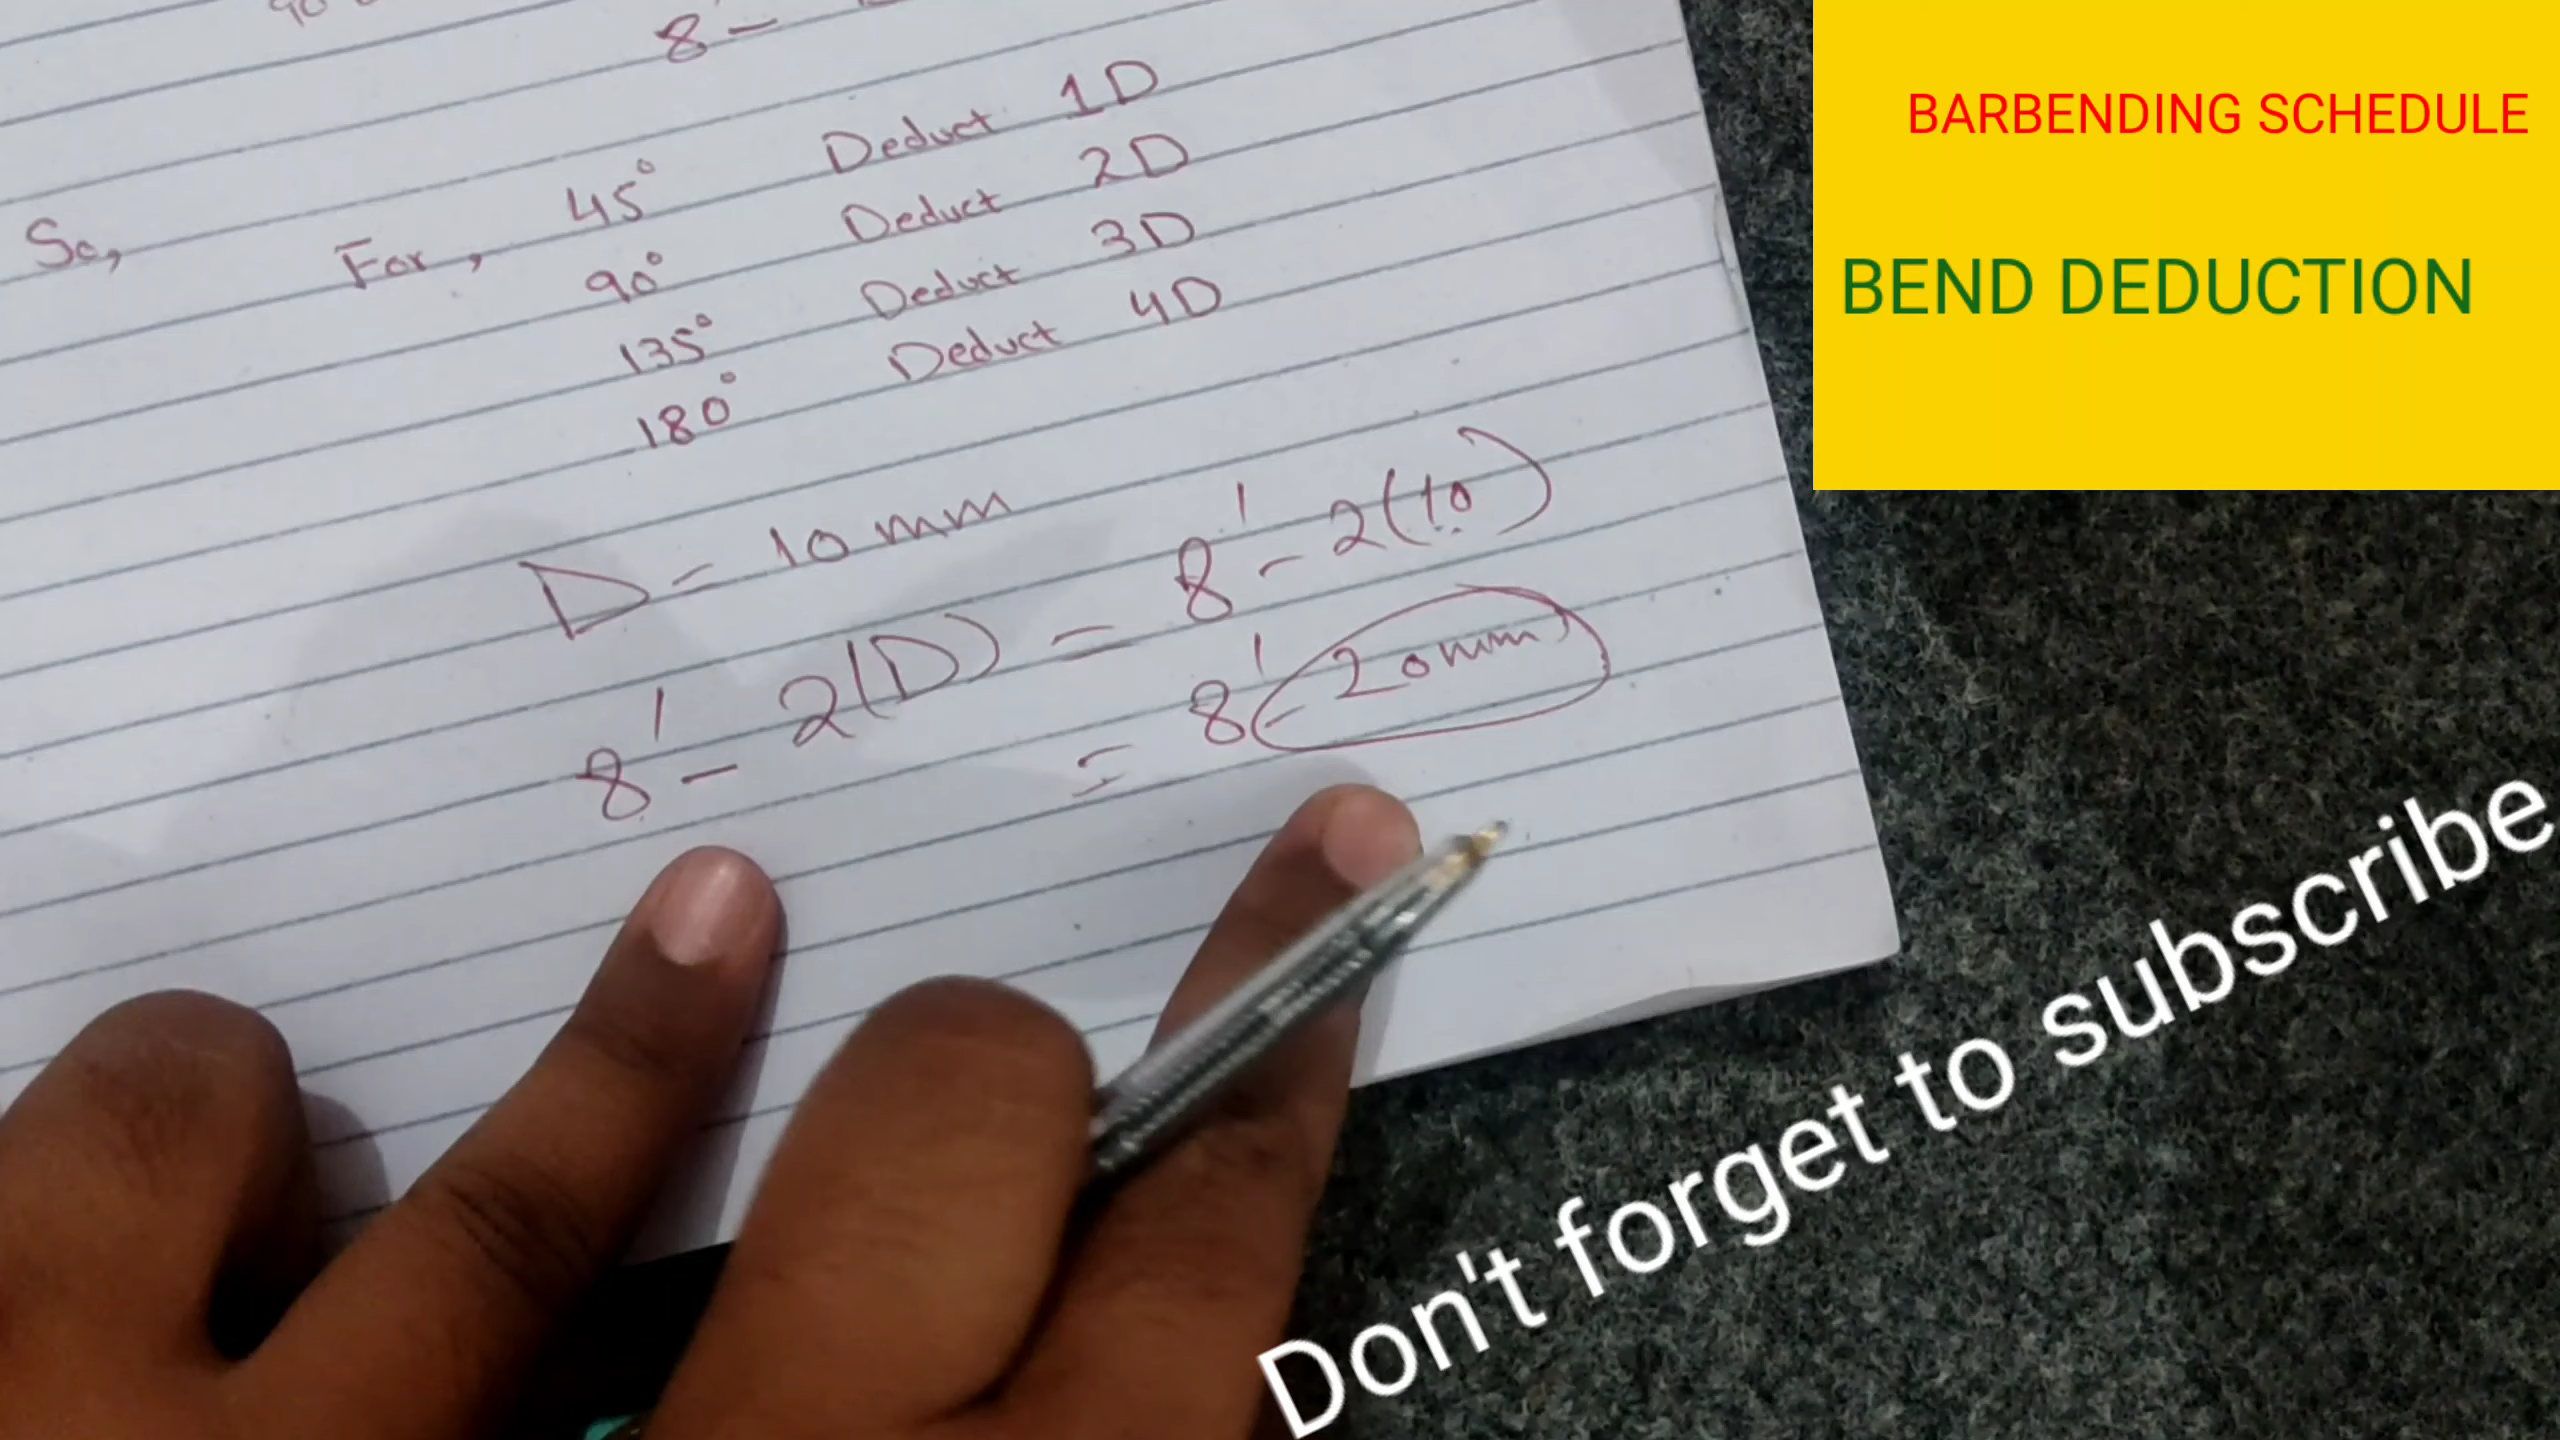 90
8 -
So, For, 45° Deduct 1D
90° Deduct 2D
135° Deduct 3D
180° Deduct 4D
D = 10 mm
8' - 2(D) = 8' - 2(10)
= 8' - 20mm
BARBENDING SCHEDULE
BEND DEDUCTION
Don't forget to subscribe